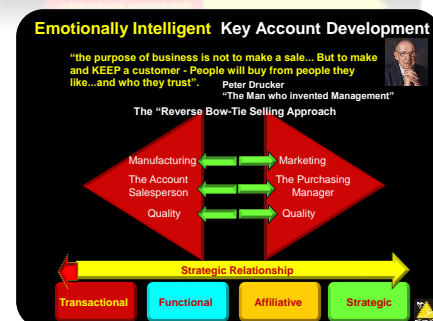 Emotionally Intelligent Key Account Development
“the purpose of business is not to make a sale... But to make
and KEEP a customer - People will buy from people they
like...and who they trust”.
Peter Drucker
“The Man who invented Management”
The “Reverse Bow-Tie Selling Approach
Manufacturing
Marketing
The Account
Salesperson
The Purchasing
Manager
Quality
Quality
Strategic Relationship
Transactional
Functional
Affiliative
Strategic